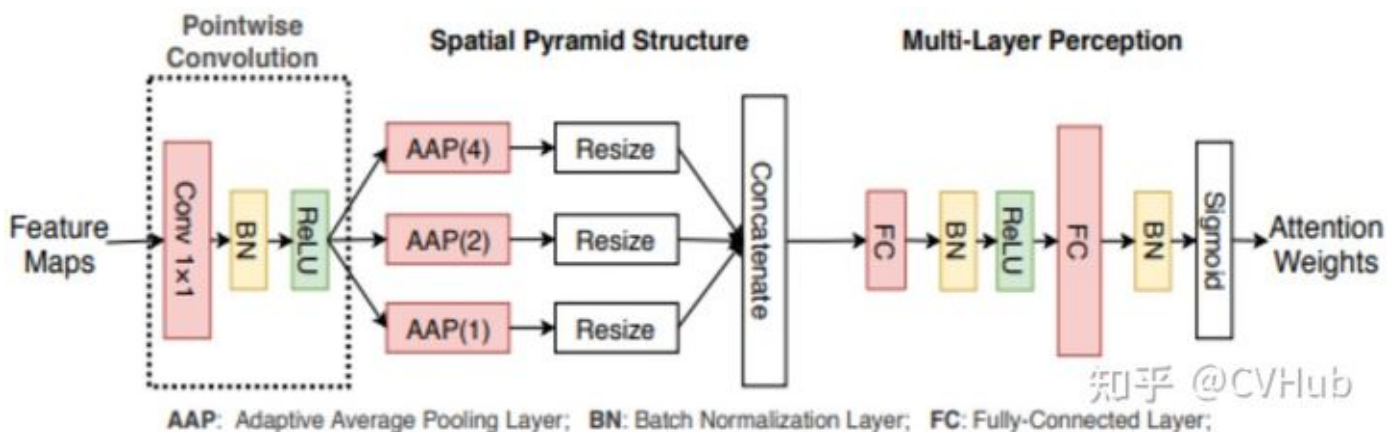 Pointwise
Convolution
Spatial Pyramid Structure
Multi-Layer Perception
Feature
Maps
Conv 1×1
BN
ReLU
AAP(4)
Resize
AAP(2)
Resize
AAP(1)
Resize
Concatenate
FC
BN
ReLU
FC
BN
Sigmoid
Attention
Weights
知乎 @CVHub
AAP: Adaptive Average Pooling Layer; BN: Batch Normalization Layer; FC: Fully-Connected Layer;